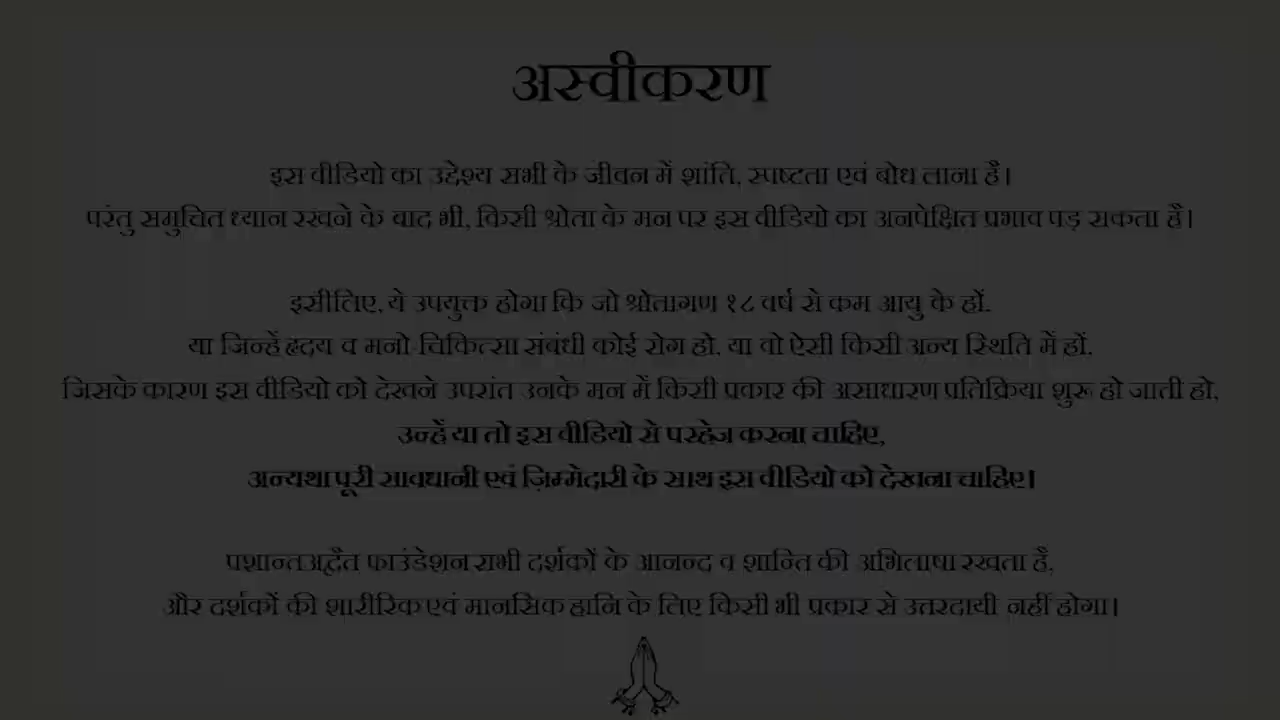 अस्वीकरण
इस वीडियो का उद्देश्य सभी के जीवन में शांति, स्पष्टता एवं बोध लाना है।
परंतु समुचित ध्यान रखने के बाद भी, किसी श्रोता के मन पर इस वीडियो का अनपेक्षित प्रभाव पड़ सकता है।
इसीलिए, ये उपयुक्त होगा कि जो श्रोतागण १८ वर्ष से कम आयु के हों,
या जिन्हें हृदय व मनो-चिकित्सा संबंधी कोई रोग हो, या वो ऐसी किसी अन्य स्थिति में हों,
जिसके कारण इस वीडियो को देखने उपरांत उनके मन में किसी प्रकार की असाधारण प्रतिक्रिया शुरू हो जाती हो,
उन्हें या तो इस वीडियो से परहेज करना चाहिए,
अन्यथा पूरी सावधानी एवं ज़िम्मेदारी के साथ इस वीडियो को देखना चाहिए।
प्रशान्तअद्वैत फाउंडेशन सभी दर्शकों के आनन्द व शान्ति की अभिलाषा रखता है,
और दर्शकों की शारीरिक एवं मानसिक हानि के लिए किसी भी प्रकार से उत्तरदायी नहीं होगा।